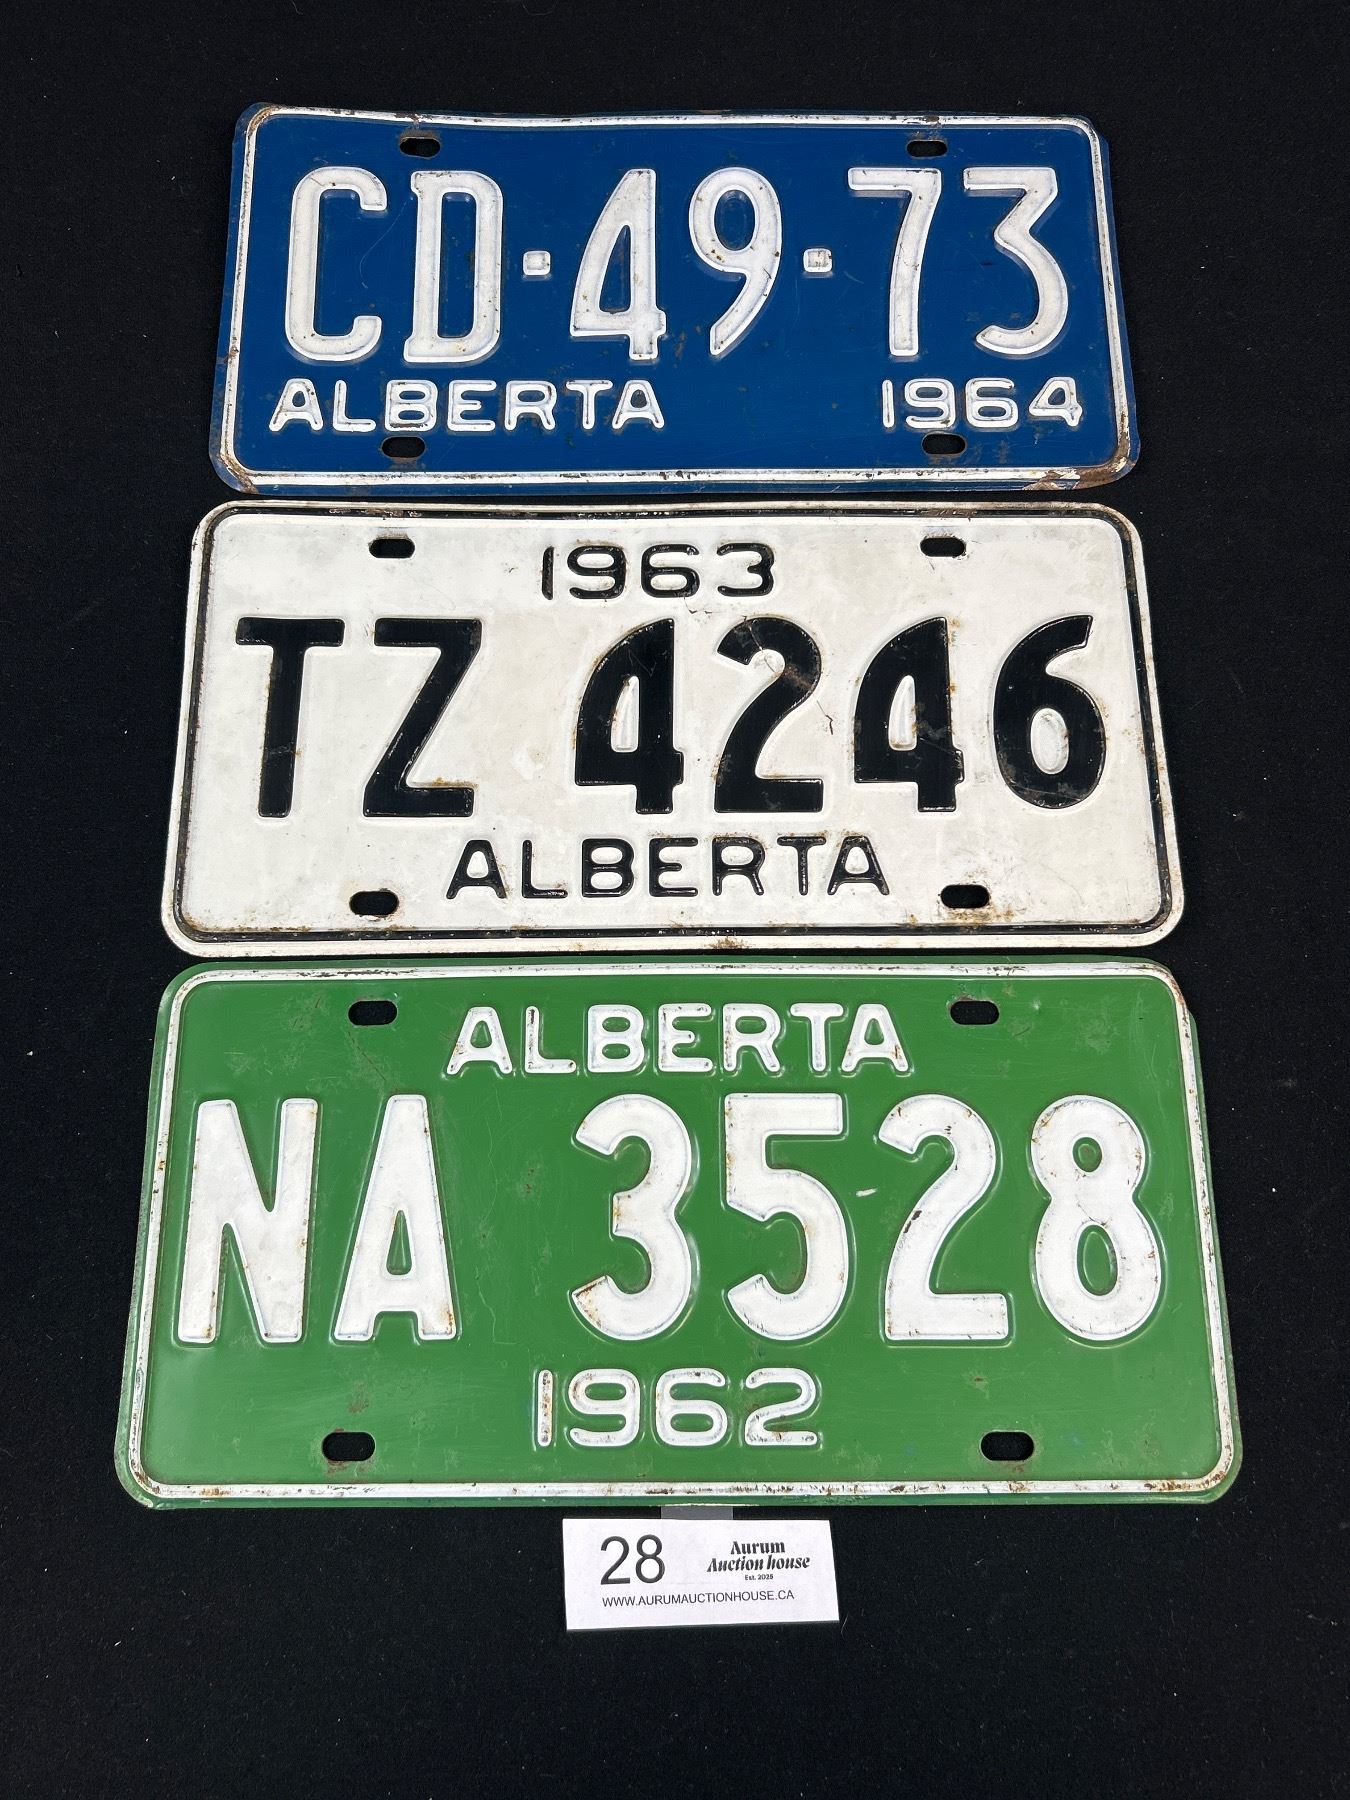 CD·49·73
ALBERTA 1964
1963
TZ 4246
ALBERTA
ALBERTA
NA 3528
1962
28
Aurum
Auction house
Est. 2025
WWW.AURUMAUCTIONHOUSE.CA